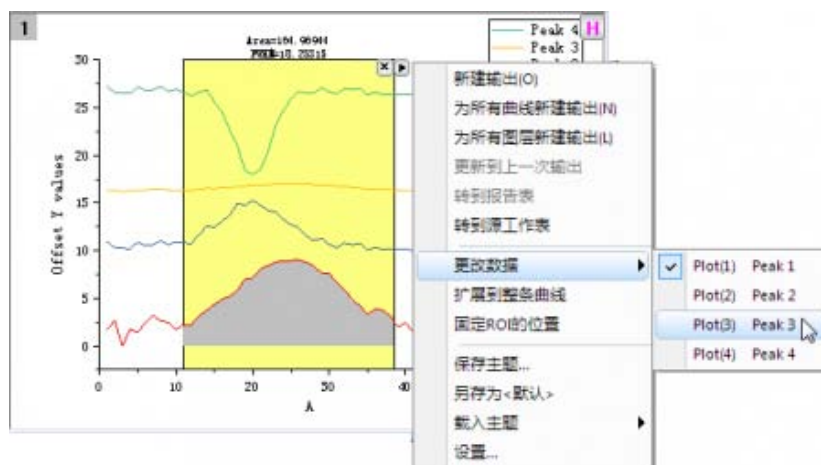 1
Area=164.96944
Peak 4
H
Peak 3
30
25
20
15
10
5
0
Offset Y values
0
10
20
30
40
A
新建输出(O)
为所有曲线新建输出(N)
为所有图层新建输出(L)
更新到上一次输出
转到报告表
转到源工作表
更改数据
扩展到整条曲线
固定ROI的位置
保存主题...
另存为<默认>
载入主题
设置...
Plot(1) Peak 1
Plot(2) Peak 2
Plot(3) Peak 3
Plot(4) Peak 4